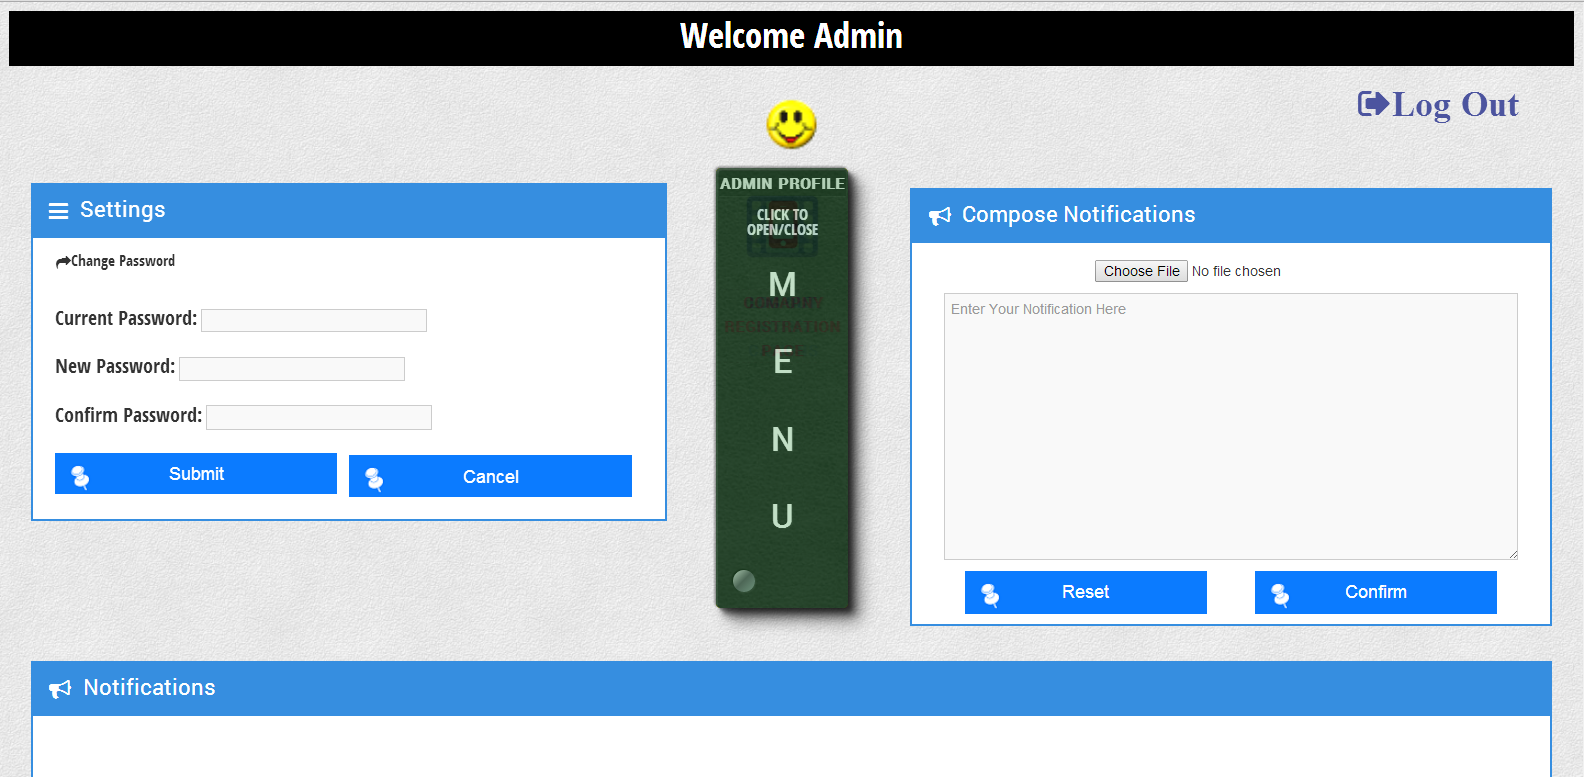 Welcome Admin
Log Out
Settings
Change Password
Current Password:
New Password:
Confirm Password:
Submit
Cancel
ADMIN PROFILE
CLICK TO
OPEN/CLOSE
M
E
N
U
REGISTRATION
Compose Notifications
Choose File No file chosen
Enter Your Notification Here
Reset
Confirm
Notifications